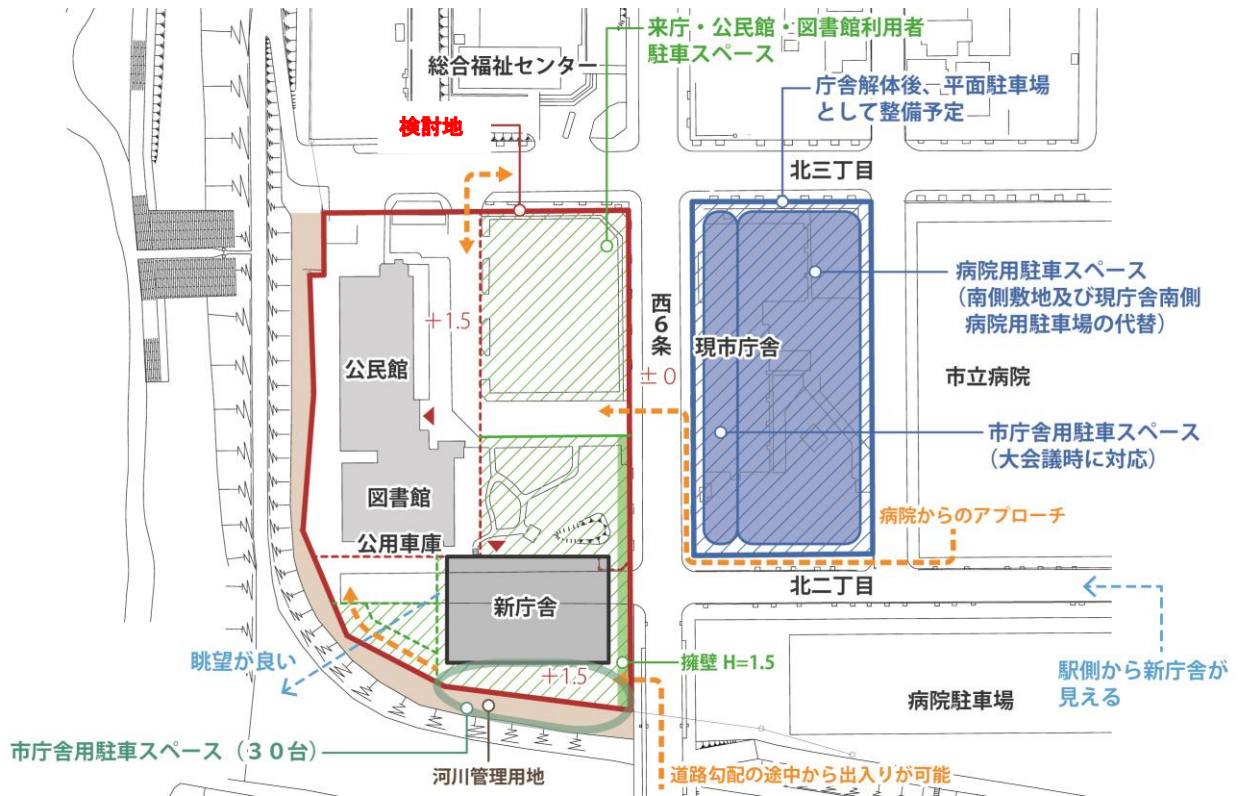 来庁・公民館・図書館利用者
駐車スペース
総合福祉センター
庁舎解体後、平面駐車場
として整備予定
検討地
北三丁目
病院用駐車スペース
(南側敷地及び現庁舎南側
病院用駐車場の代替)
西6条
+1.5
現市庁舎
公民館
±0
市立病院
市庁舎用駐車スペース
(大会議時に対応)
図書館
病院からのアプローチ
公用車庫
北二丁目
新庁舎
眺望が良い
擁壁 H=1.5
駅側から新庁舎が
見える
+1.5
病院駐車場
市庁舎用駐車スペース(30台)
河川管理用地
道路勾配の途中から出入りが可能